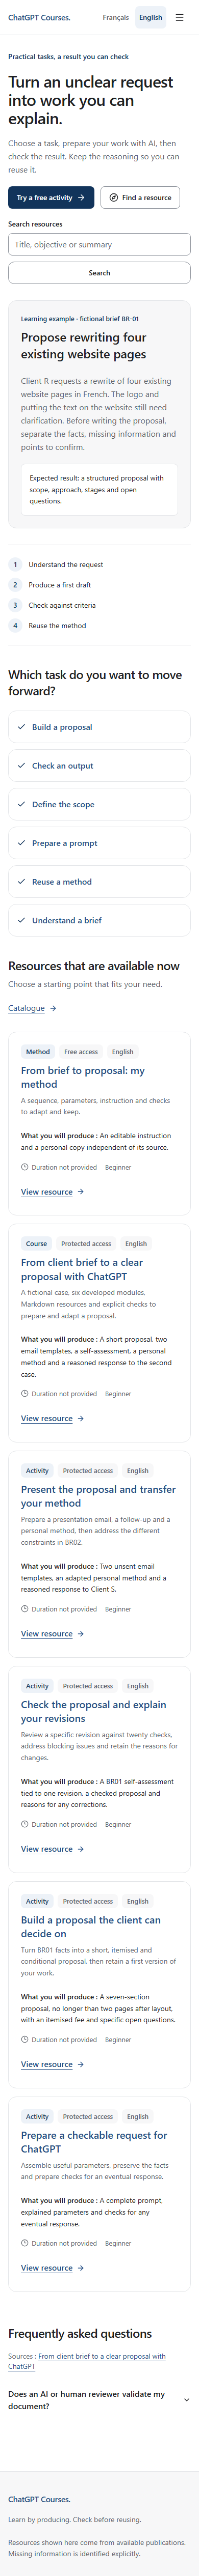 ChatGPT Courses. Français English
Practical tasks, a result you can check
Turn an unclear request
into work you can
explain.
Choose a task, prepare your work with AI, then
check the result. Keep the reasoning so you can
reuse it.
Try a free activity Find a resource
Search resources
Title, objective or summary
Search
Learning example · fictional brief BR-01
Propose rewriting four
existing website pages
Client R requests a rewrite of four existing
website pages in French. The logo and
putting the text on the website still need
clarification. Before writing the proposal,
separate the facts, missing information and
points to confirm.
Expected result: a structured proposal with
scope, approach, stages and open
questions.
1 Understand the request
2 Produce a first draft
3 Check against criteria
4 Reuse the method
Which task do you want to move
forward?
Build a proposal
Check an output
Define the scope
Prepare a prompt
Reuse a method
Understand a brief
Resources that are available now
Choose a starting point that fits your need.
Catalogue
Method Free access English
From brief to proposal: my
method
A sequence, parameters, instruction and checks
to adapt and keep.
What you will produce : An editable instruction
and a personal copy independent of its source.
Duration not provided Beginner
View resource
Course Protected access English
From client brief to a clear
proposal with ChatGPT
A fictional case, six developed modules,
Markdown resources and explicit checks to
prepare and adapt a proposal.
What you will produce : A short proposal, two
email templates, a self-assessment, a personal
method and a reasoned response to the second
case.
Duration not provided Beginner
View resource
Activity Protected access English
Present the proposal and transfer
your method
Prepare a presentation email, a follow-up and a
personal method, then address the different
constraints in BR02.
What you will produce : Two unsent email
templates, an adapted personal method and a
reasoned response to Client S.
Duration not provided Beginner
View resource
Activity Protected access English
Check the proposal and explain
your revisions
Review a specific revision against twenty checks,
address blocking issues and retain the reasons for
changes.
What you will produce : A BR01 self-assessment
tied to one revision, a checked proposal and
reasons for any corrections.
Duration not provided Beginner
View resource
Activity Protected access English
Build a proposal the client can
decide on
Turn BR01 facts into a short, itemised and
conditional proposal, then retain a first version of
your work.
What you will produce : A seven-section
proposal, no longer than two pages after layout,
with an itemised fee and specific open questions.
Duration not provided Beginner
View resource
Activity Protected access English
Prepare a checkable request for
ChatGPT
Assemble useful parameters, preserve the facts
and prepare checks for an eventual response.
What you will produce : A complete prompt,
explained parameters and checks for any
eventual response.
Duration not provided Beginner
View resource
Frequently asked questions
Sources : From client brief to a clear proposal with
ChatGPT
Does an AI or human reviewer validate my
document?
ChatGPT Courses.
Learn by producing. Check before reusing.
Resources shown here come from available publications.
Missing information is identified explicitly.